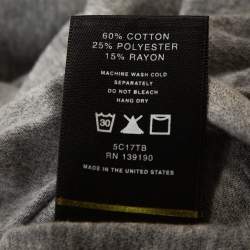 60% COTTON
25% POLYESTER
15% RAYON
MACHINE WASH COLD
SEPARATELY
DO NOT BLEACH
HANG DRY
30
5C17TB
RN 139190
MADE IN THE UNITED STATES